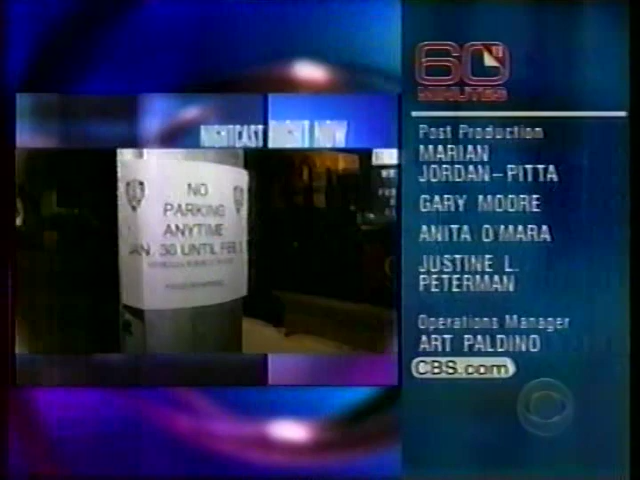 60
MINUTES
NIGHTCAST RIGHT NOW
NO
PARKING
ANYTIME
JAN. 30 UNTIL FEB
Post Production
MARIAN
JORDAN-PITTA
GARY MOORE
ANITA O'MARA
JUSTINE L.
PETERMAN
Operations Manager
ART PALDINO
CBS.com